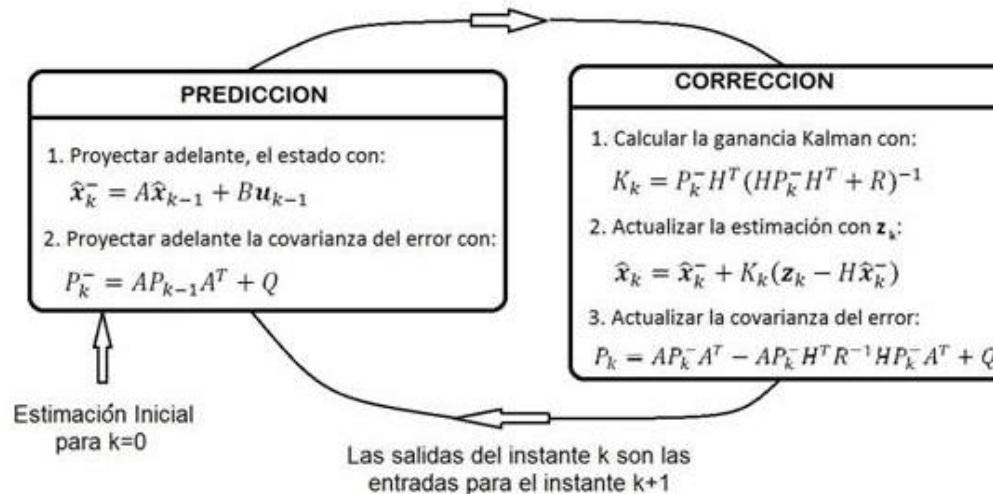 PREDICCION
1. Proyectar adelante, el estado con:
x̂ₖ⁻ = Ax̂ₖ₋₁ + Buₖ₋₁
2. Proyectar adelante la covarianza del error con:
Pₖ⁻ = APₖ₋₁Aᵀ + Q
Estimación Inicial
para k=0
CORRECCION
1. Calcular la ganancia Kalman con:
Kₖ = Pₖ⁻Hᵀ(HPₖ⁻Hᵀ + R)⁻¹
2. Actualizar la estimación con zₖ:
x̂ₖ = x̂ₖ⁻ + Kₖ(zₖ − Hx̂ₖ⁻)
3. Actualizar la covarianza del error:
Pₖ = APₖ⁻Aᵀ − APₖ⁻HᵀR⁻¹HPₖ⁻Aᵀ + Q
Las salidas del instante k son las
entradas para el instante k+1